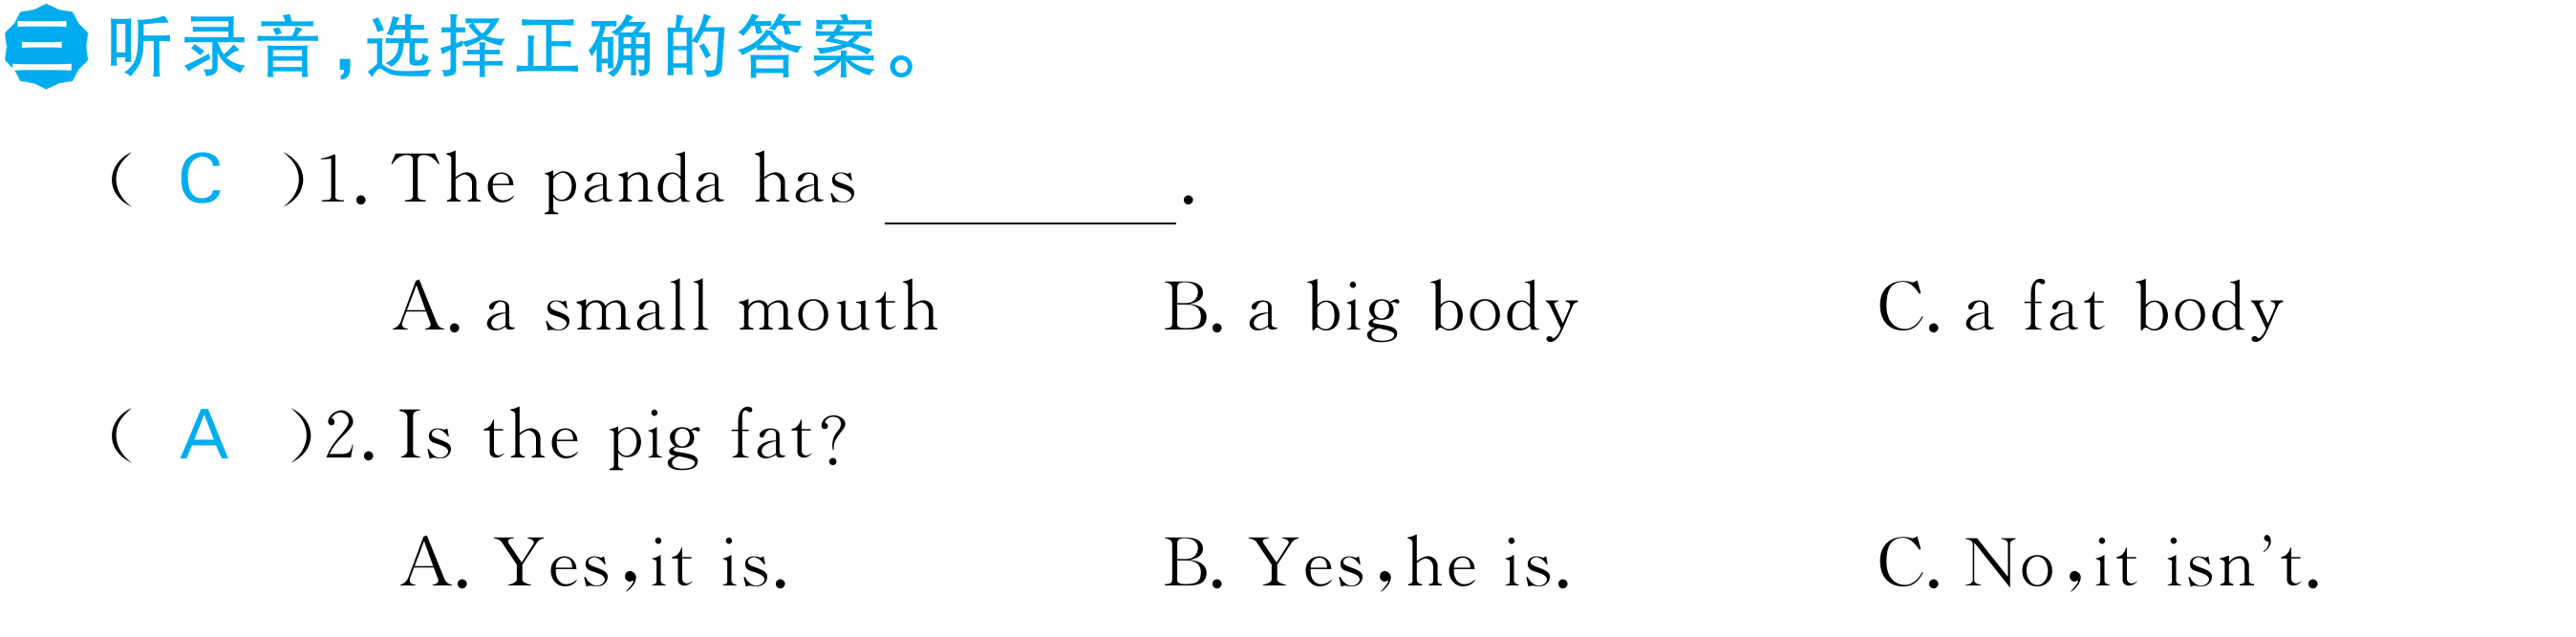 三 听录音,选择正确的答案。
( C )1. The panda has ________.
A. a small mouth B. a big body C. a fat body
( A )2. Is the pig fat?
A. Yes,it is. B. Yes,he is. C. No,it isn't.